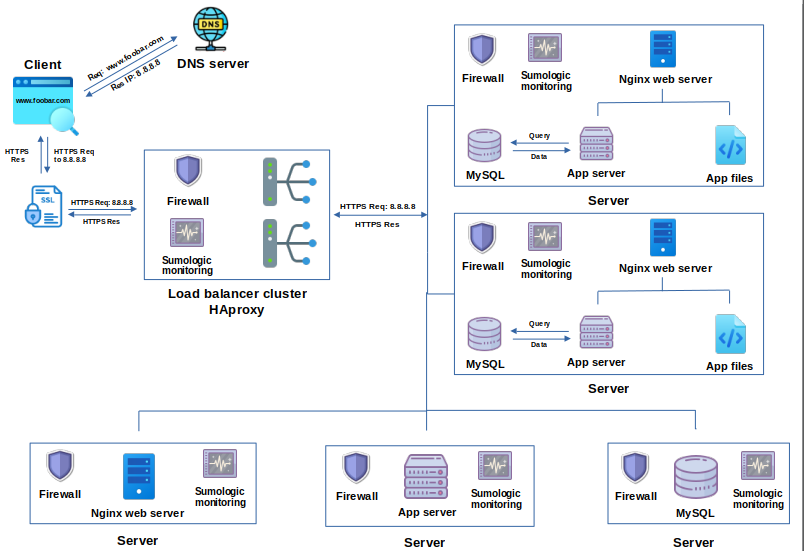 DNS
DNS server
Req: www.foobar.com
Res IP: 8.8.8.8
Client
www.foobar.com
HTTPS
Res
HTTPS Req
to 8.8.8.8
SSL
HTTPS Req: 8.8.8.8
HTTPS Res
Firewall
Sumologic
monitoring
Load balancer cluster
HAproxy
HTTPS Req: 8.8.8.8
HTTPS Res
Firewall
Sumologic
monitoring
Nginx web server
MySQL
Query
Data
App server
App files
Server
Firewall
Sumologic
monitoring
Nginx web server
MySQL
Query
Data
App server
App files
Server
Firewall
Nginx web server
Sumologic
monitoring
Server
Firewall
App server
Sumologic
monitoring
Server
Firewall
MySQL
Sumologic
monitoring
Server